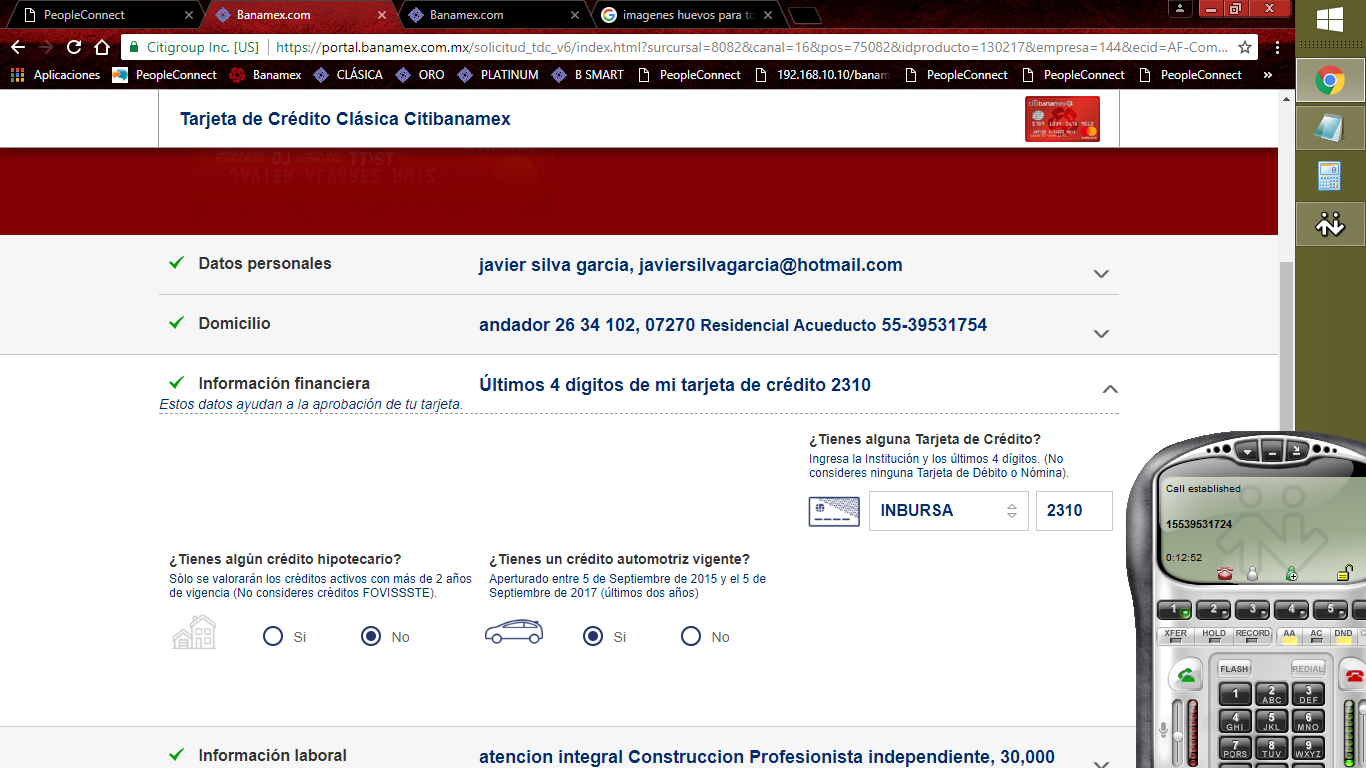 PeopleConnect
Banamex.com
Banamex.com
imagenes huevos para to
Citigroup Inc. [US]
https://portal.banamex.com.mx/solicitud_tdc_v6/index.html?surcursal=8082&canal=16&pos=75082&idproducto=130217&empresa=144&ecid=AF-Com...
Aplicaciones PeopleConnect Banamex CLÁSICA ORO PLATINUM B SMART PeopleConnect 192.168.10.10/banam PeopleConnect PeopleConnect PeopleConnect »
Tarjeta de Crédito Clásica Citibanamex
citibanamex
JAVIER ALVAREZ RUIZ
Datos personales javier silva garcia, javiersilvagarcia@hotmail.com
Domicilio andador 26 34 102, 07270 Residencial Acueducto 55-39531754
Información financiera Últimos 4 dígitos de mi tarjeta de crédito 2310
Estos datos ayudan a la aprobación de tu tarjeta.
¿Tienes alguna Tarjeta de Crédito?
Ingresa la Institución y los últimos 4 dígitos. (No
consideres ninguna Tarjeta de Débito o Nómina).
INBURSA 2310
¿Tienes algún crédito hipotecario?
Sólo se valorarán los créditos activos con más de 2 años
de vigencia (No consideres créditos FOVISSSTE).
Si No
¿Tienes un crédito automotriz vigente?
Aperturado entre 5 de Septiembre de 2015 y el 5 de
Septiembre de 2017 (últimos dos años)
Si No
Información laboral atencion integral Construccion Profesionista independiente, 30,000
Call established
15539531724
0:12:52
1 2 3 4 5
XFER HOLD RECORD AA AC DND
FLASH REDIAL
1 2 ABC 3 DEF
4 GHI 5 JKL 6 MNO
7 PQRS 8 TUV 9 WXYZ